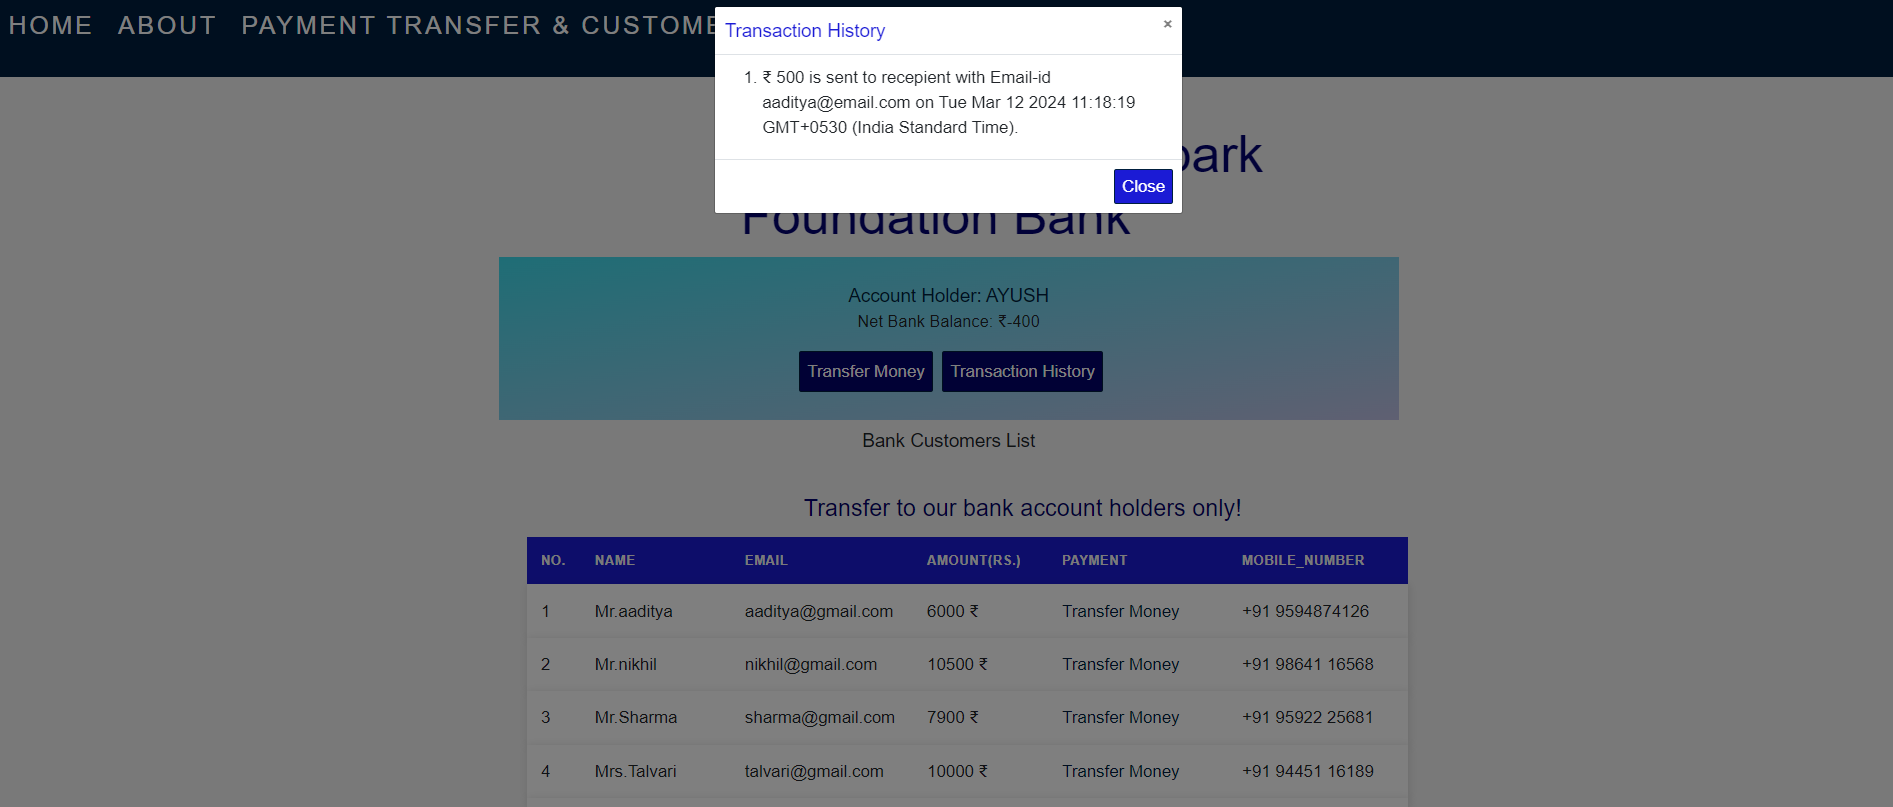 HOME ABOUT PAYMENT TRANSFER & CUSTOME
Transaction History ×
1. ₹ 500 is sent to recepient with Email-id
aaditya@email.com on Tue Mar 12 2024 11:18:19
GMT+0530 (India Standard Time).
Close
park
Foundation Bank
Account Holder: AYUSH
Net Bank Balance: ₹-400
Transfer Money Transaction History
Bank Customers List
Transfer to our bank account holders only!
NO. NAME EMAIL AMOUNT(RS.) PAYMENT MOBILE_NUMBER
1 Mr.aaditya aaditya@gmail.com 6000 ₹ Transfer Money +91 9594874126
2 Mr.nikhil nikhil@gmail.com 10500 ₹ Transfer Money +91 98641 16568
3 Mr.Sharma sharma@gmail.com 7900 ₹ Transfer Money +91 95922 25681
4 Mrs.Talvari talvari@gmail.com 10000 ₹ Transfer Money +91 94451 16189